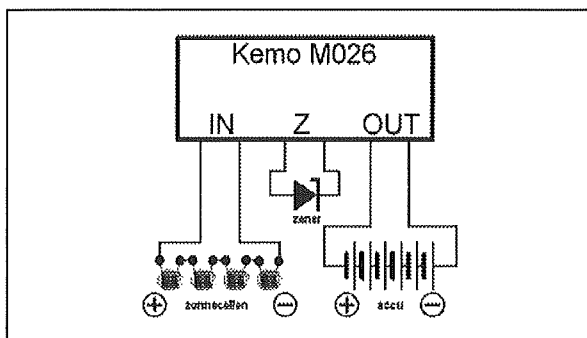 Kemo M026
IN Z OUT
zener
+ zonnecellen − + accu −